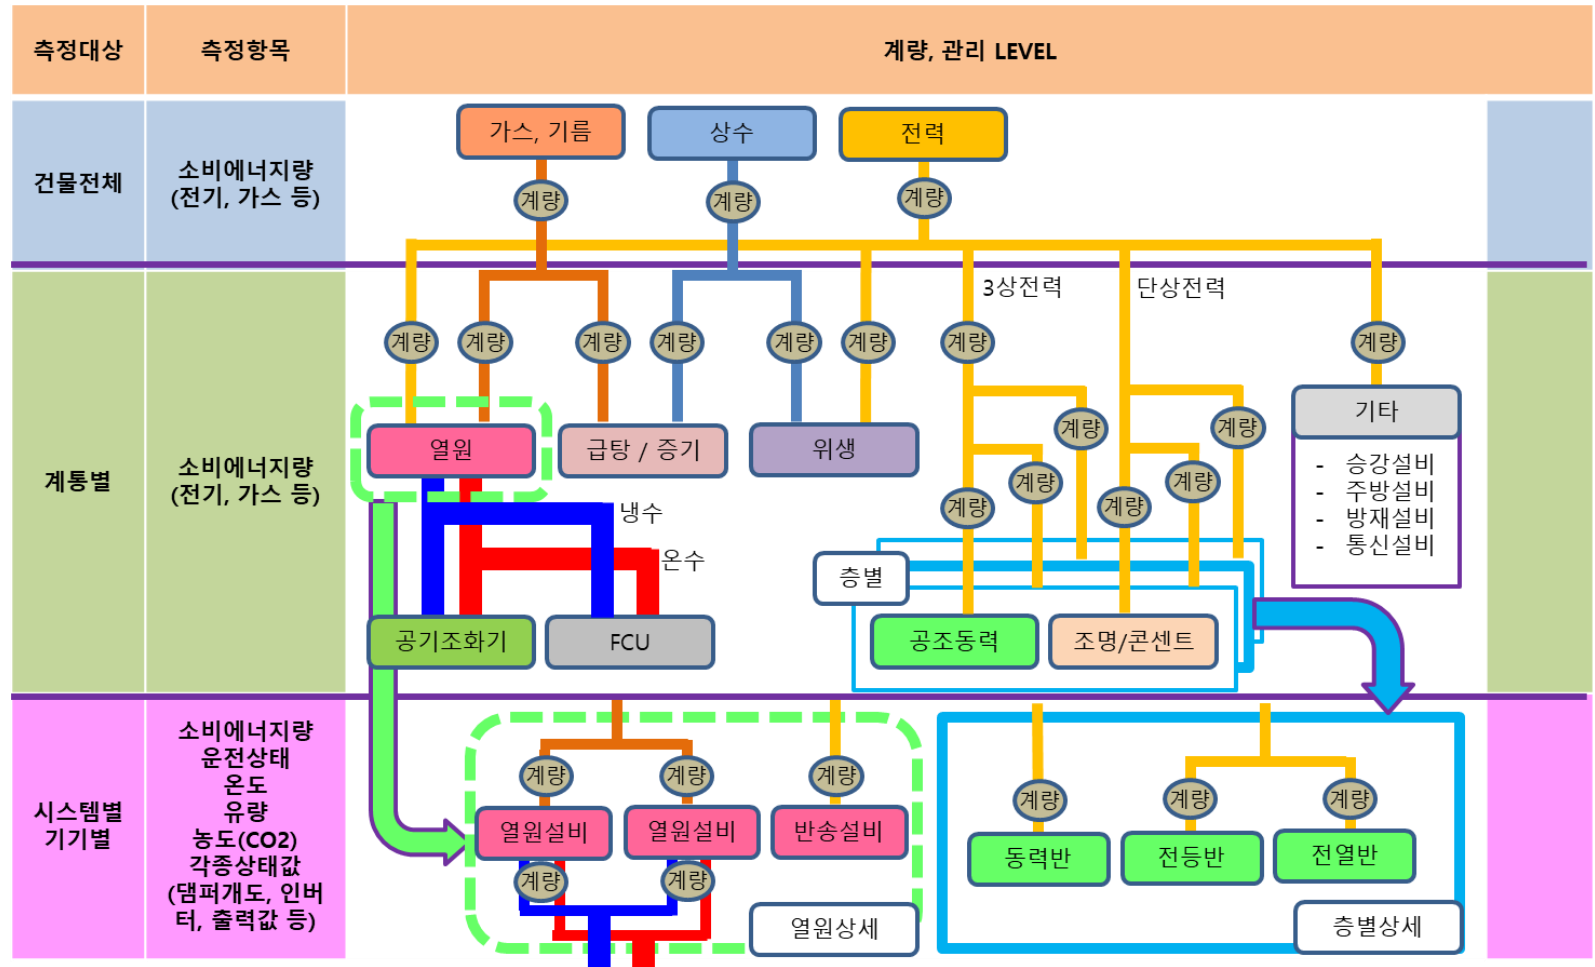 측정대상
측정항목
계량, 관리 LEVEL
건물전체
소비에너지량
(전기, 가스 등)
가스, 기름
상수
전력
계량
계량
계량
3상전력
단상전력
계통별
소비에너지량
(전기, 가스 등)
계량
계량
계량
계량
계량
계량
계량
계량
열원
급탕 / 증기
위생
계량
계량
계량
계량
계량
계량
기타
- 승강설비
- 주방설비
- 방재설비
- 통신설비
냉수
온수
층별
공기조화기
FCU
공조동력
조명/콘센트
시스템별
기기별
소비에너지량
운전상태
온도
유량
농도(CO2)
각종상태값
(댐퍼개도, 인버
터, 출력값 등)
계량
계량
계량
열원설비
열원설비
반송설비
계량
계량
열원상세
계량
계량
계량
동력반
전등반
전열반
층별상세